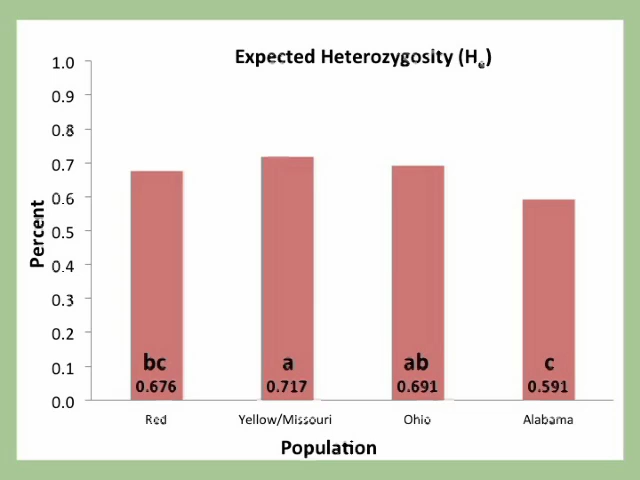 Expected Heterozygosity (He)
1.0
0.9
0.8
0.7
0.6
0.5
0.4
0.3
0.2
0.1
0.0
Percent
bc a ab c
0.676 0.717 0.691 0.591
Red Yellow/Missouri Ohio Alabama
Population